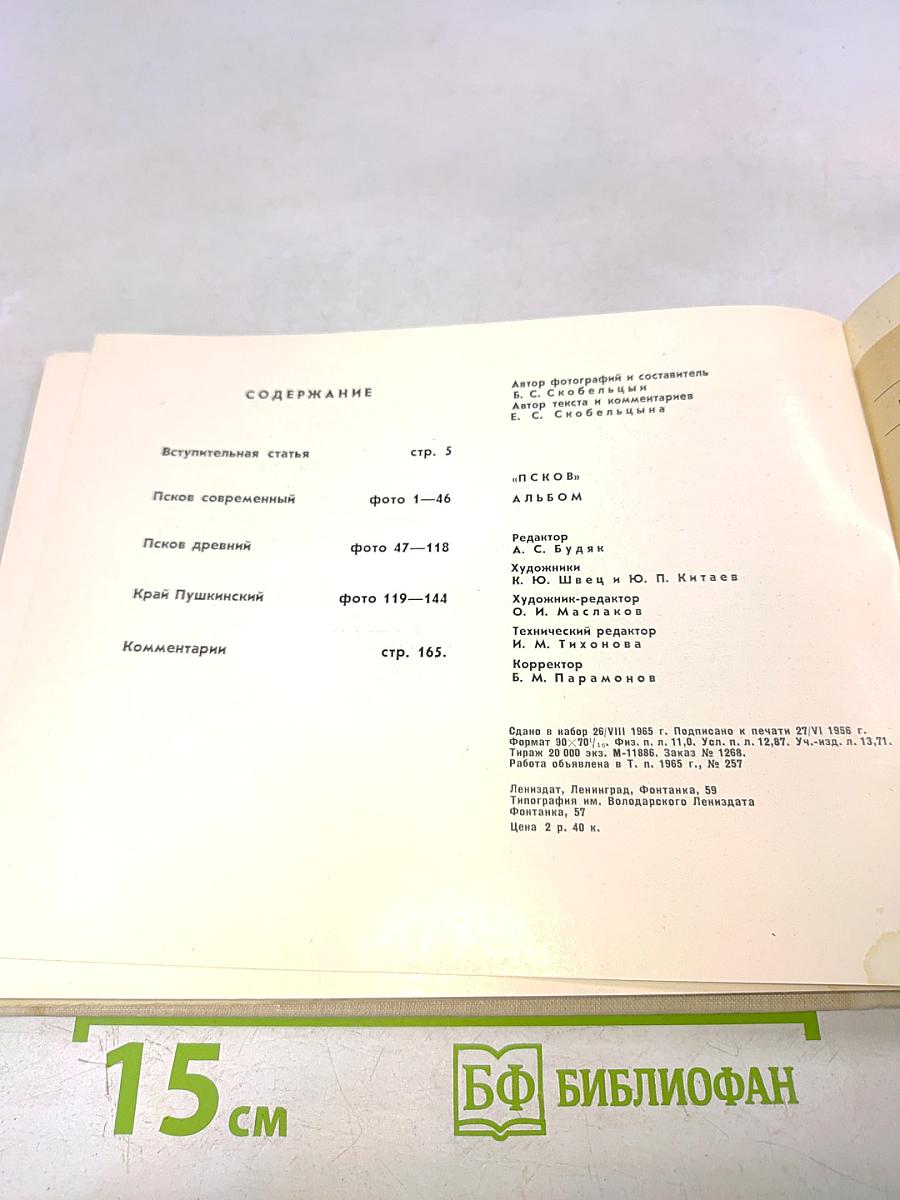 СОДЕРЖАНИЕ
Вступительная статья стр. 5
Псков современный фото 1—46
Псков древний фото 47—118
Край Пушкинский фото 119—144
Комментарии стр. 165.
Автор фотографий и составитель
Б. С. Скобельцын
Автор текста и комментариев
Е. С. Скобельцына
«ПСКОВ»
АЛЬБОМ
Редактор
А. С. Будяк
Художники
К. Ю. Швец и Ю. П. Китаев
Художник-редактор
О. И. Маслаков
Технический редактор
И. М. Тихонова
Корректор
Б. М. Парамонов
Сдано в набор 26/VIII 1965 г. Подписано к печати 27/VI 1966 г.
Формат 90×70¹/₁₆. Физ. п. л. 11,0. Усл. п. л. 12,87. Уч.-изд. л. 13,71.
Тираж 20 000 экз. М-11886. Заказ № 1268.
Работа объявлена в Т. п. 1965 г., № 257
Лениздат, Ленинград, Фонтанка, 59
Типография им. Володарского Лениздата
Фонтанка, 57
Цена 2 р. 40 к.
15 см
БФ БИБЛИОФАН